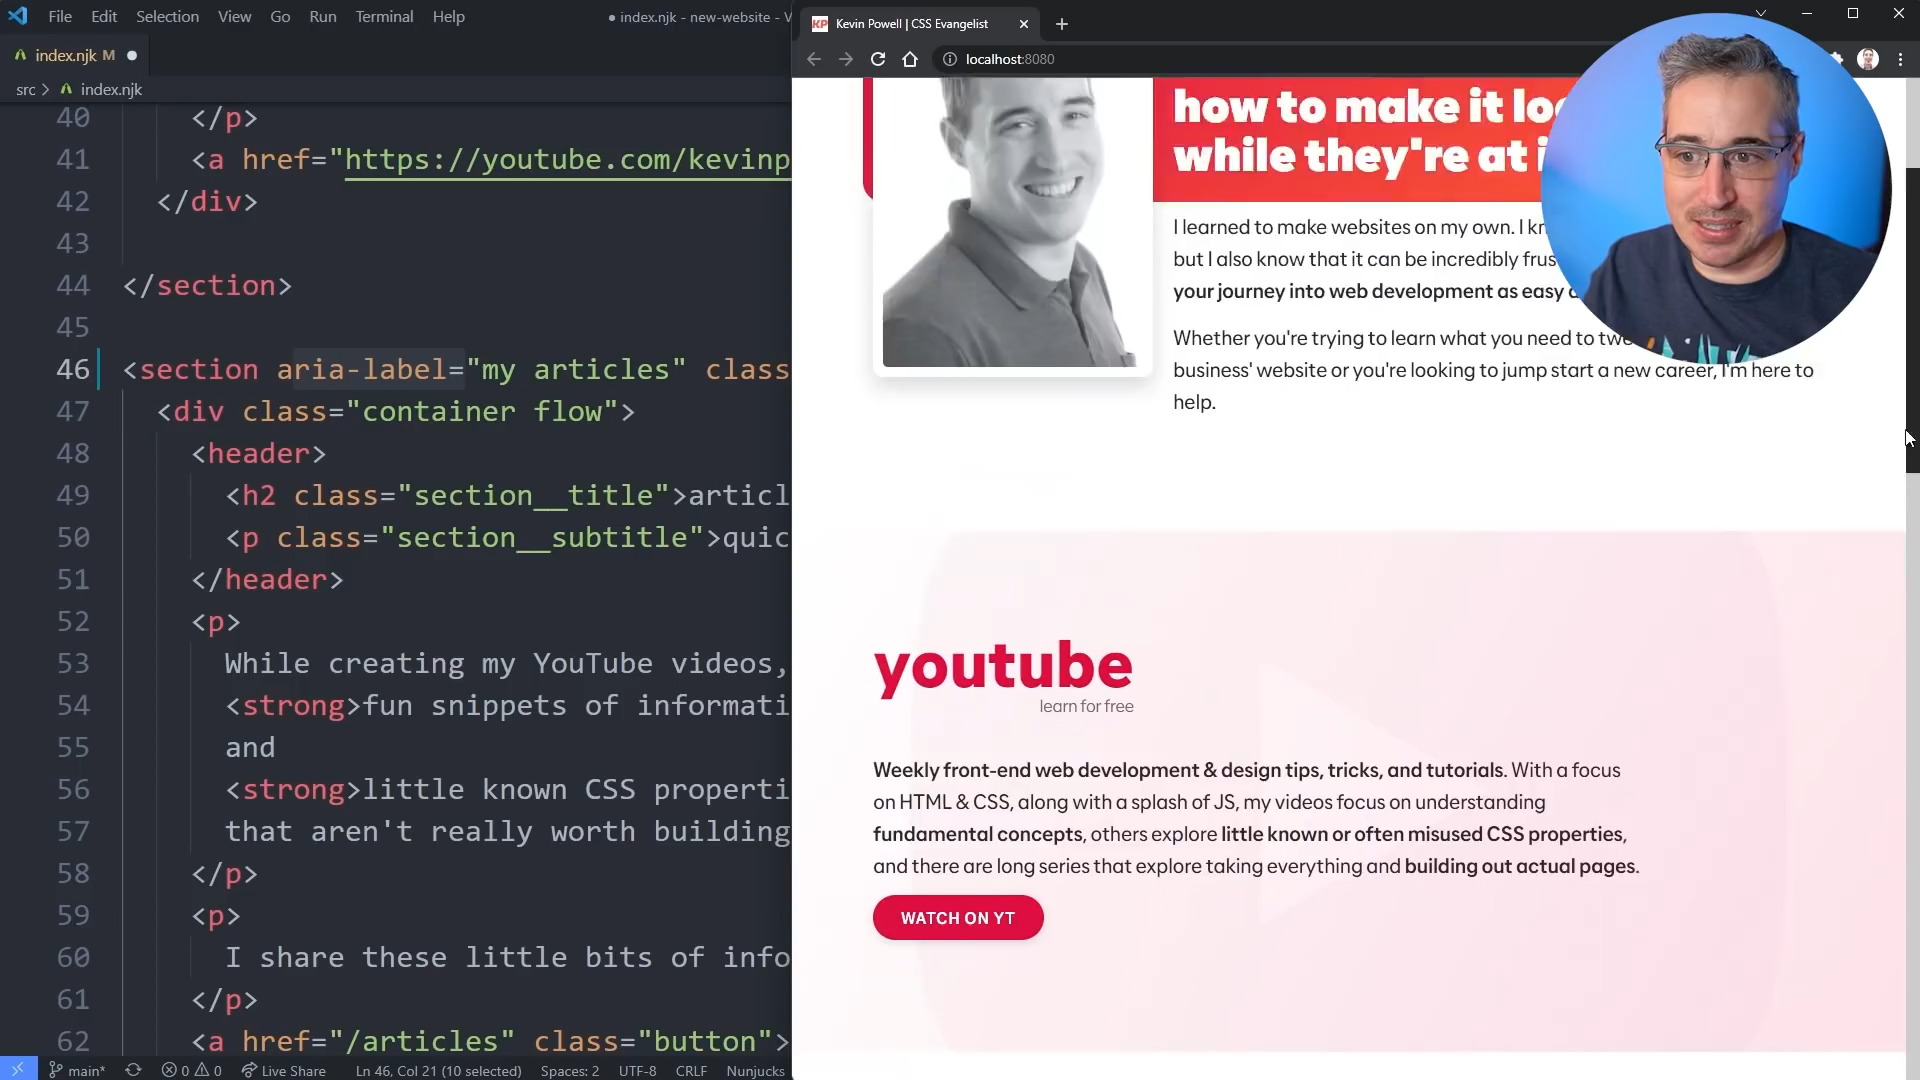 File Edit Selection View Go Run Terminal Help
● index.njk - new-website - V
index.njk M
src > index.njk
40 </p>
41 <a href="https://youtube.com/kevinp
42 </div>
43
44 </section>
45
46 <section aria-label="my articles" class
47 <div class="container flow">
48 <header>
49 <h2 class="section__title">articl
50 <p class="section__subtitle">quic
51 </header>
52 <p>
53 While creating my YouTube videos,
54 <strong>fun snippets of informati
55 and
56 <strong>little known CSS properti
57 that aren't really worth building
58 </p>
59 <p>
60 I share these little bits of info
61 </p>
62 <a href="/articles" class="button">
main* 0 0 Live Share Ln 46, Col 21 (10 selected) Spaces: 2 UTF-8 CRLF Nunjucks
KP Kevin Powell | CSS Evangelist
localhost:8080
how to make it lo
while they're at i
I learned to make websites on my own. I kn
but I also know that it can be incredibly frus
your journey into web development as easy a
Whether you're trying to learn what you need to twe
business' website or you're looking to jump start a new career, I'm here to
help.
youtube
learn for free
Weekly front-end web development & design tips, tricks, and tutorials. With a focus
on HTML & CSS, along with a splash of JS, my videos focus on understanding
fundamental concepts, others explore little known or often misused CSS properties,
and there are long series that explore taking everything and building out actual pages.
WATCH ON YT